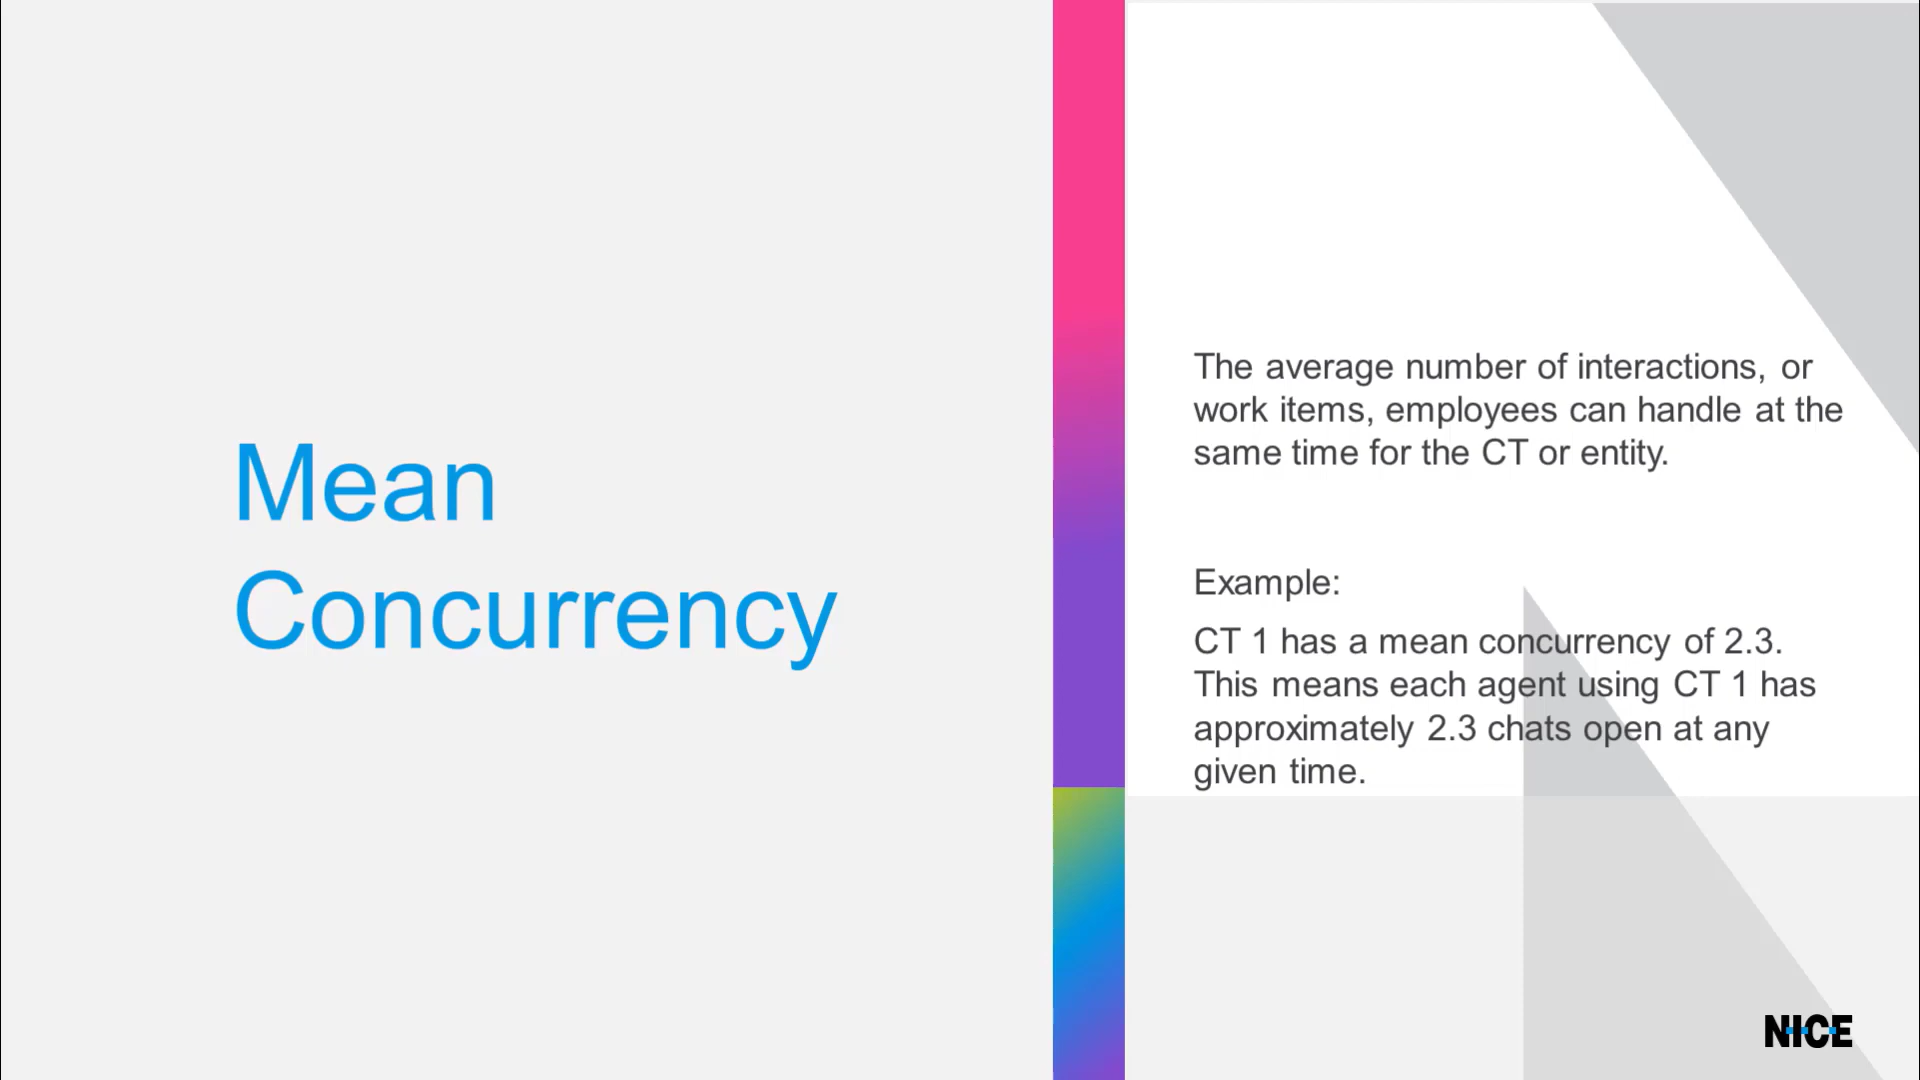 Mean
Concurrency
The average number of interactions, or
work items, employees can handle at the
same time for the CT or entity.
Example:
CT 1 has a mean concurrency of 2.3.
This means each agent using CT 1 has
approximately 2.3 chats open at any
given time.
NICE